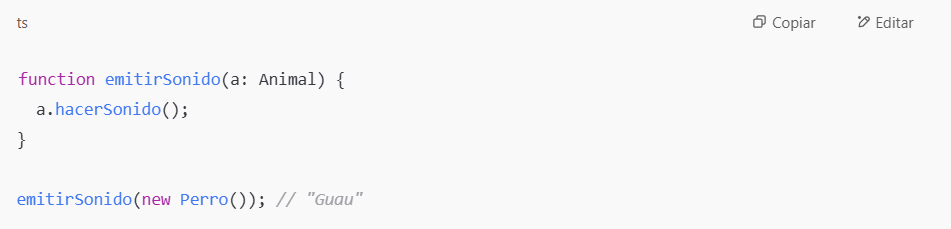 ts Copiar Editar
function emitirSonido(a: Animal) {
  a.hacerSonido();
}
emitirSonido(new Perro()); // "Guau"